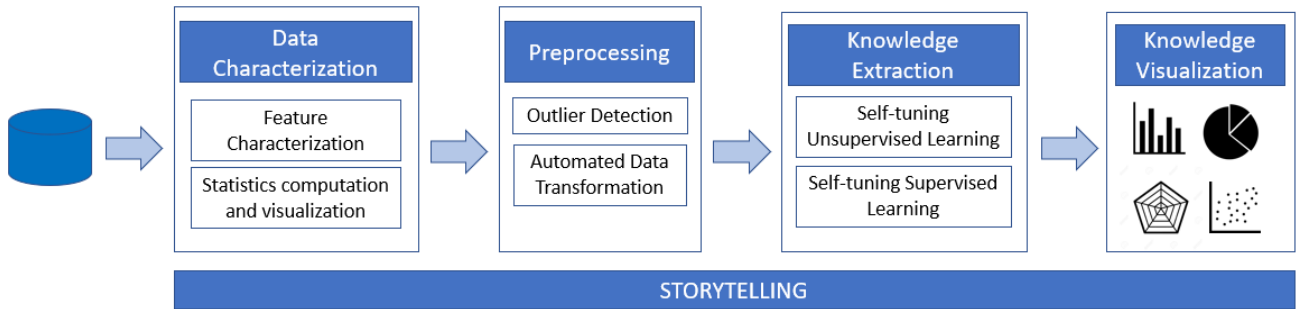 Data
Characterization
Feature
Characterization
Statistics computation
and visualization
Preprocessing
Outlier Detection
Automated Data
Transformation
Knowledge
Extraction
Self-tuning
Unsupervised Learning
Self-tuning Supervised
Learning
Knowledge
Visualization
STORYTELLING